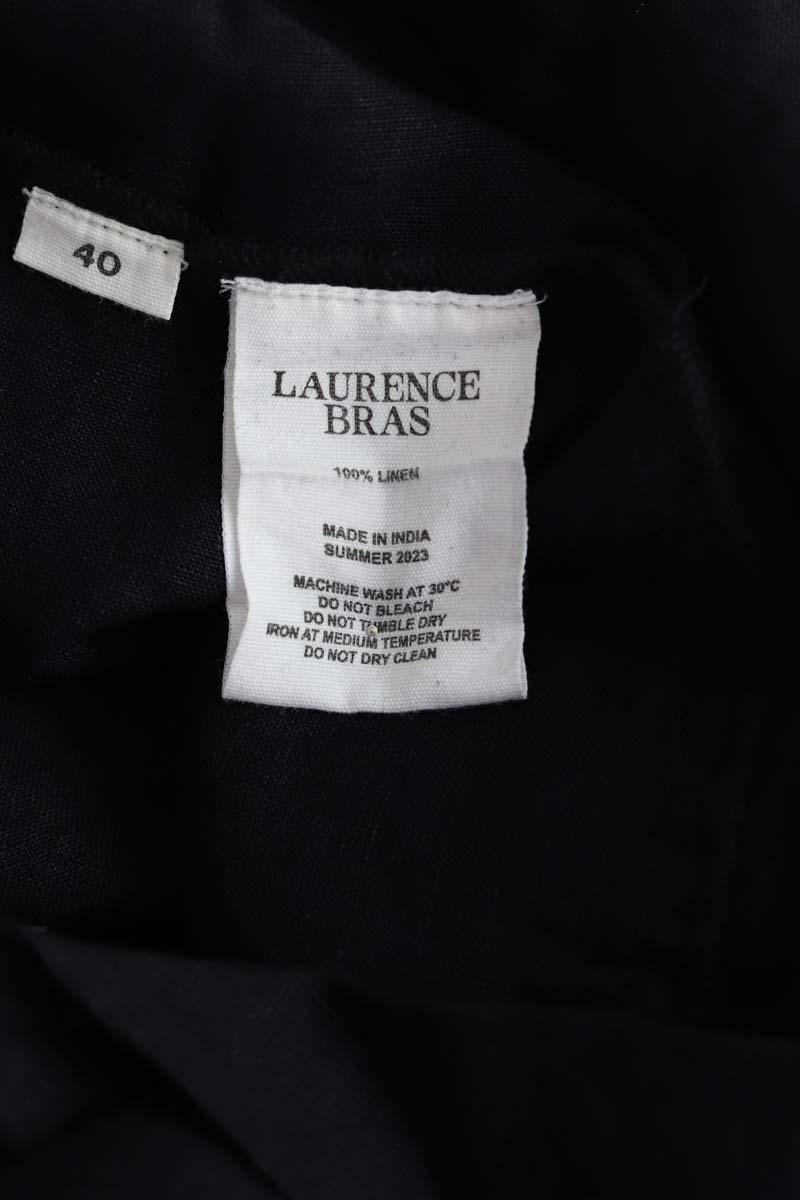 40
LAURENCE
BRAS
100% LINEN
MADE IN INDIA
SUMMER 2023
MACHINE WASH AT 30°C
DO NOT BLEACH
DO NOT TUMBLE DRY
IRON AT MEDIUM TEMPERATURE
DO NOT DRY CLEAN